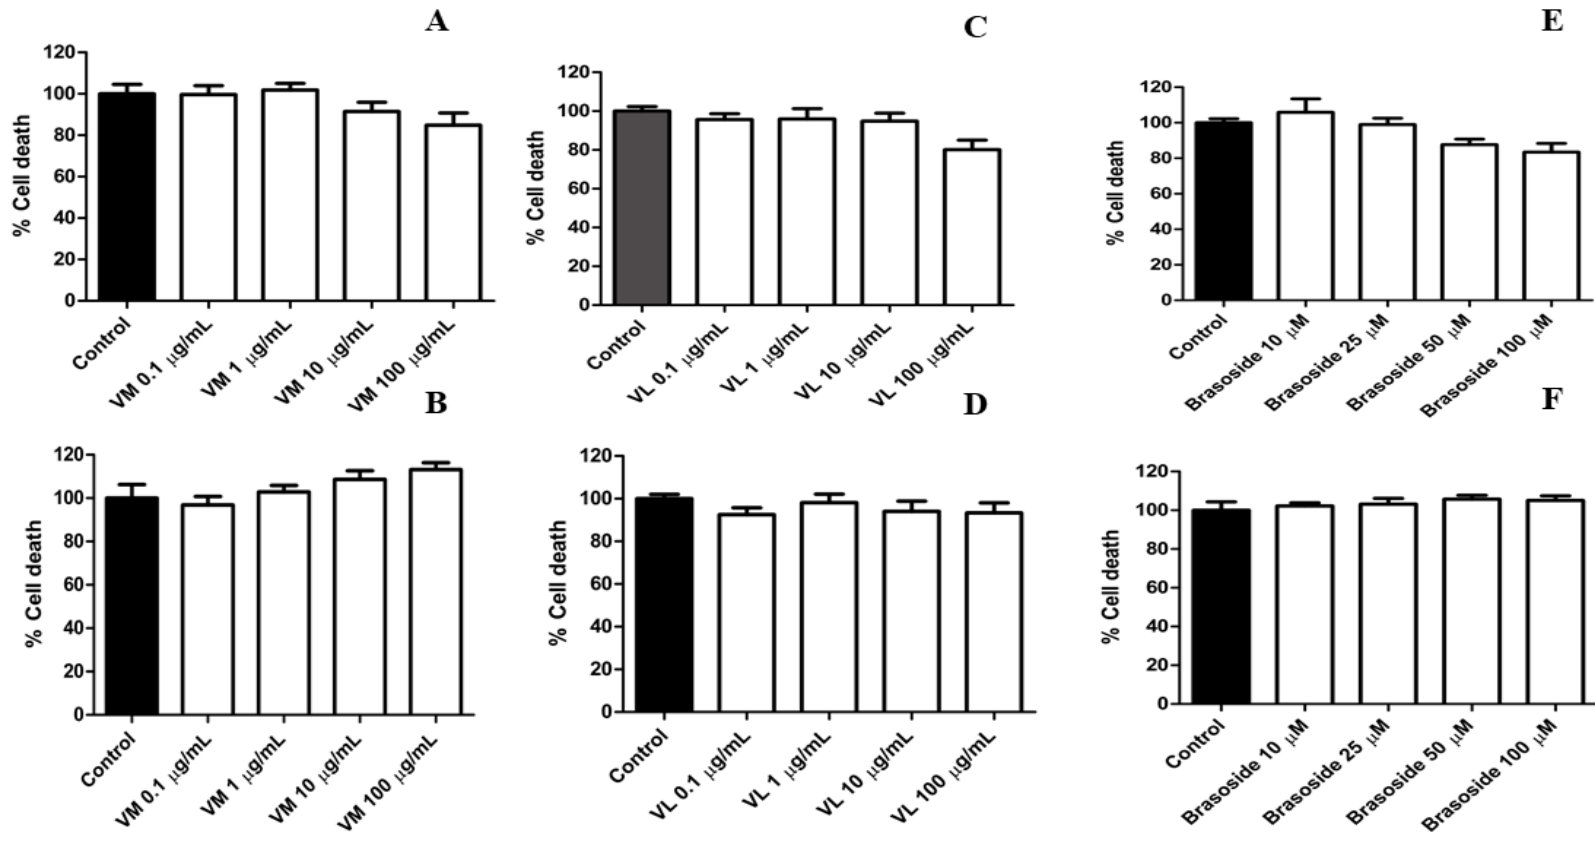 A
120
100
80
60
40
20
0
% Cell death
Control
VM 0.1 μg/mL
VM 1 μg/mL
VM 10 μg/mL
VM 100 μg/mL
B
120
100
80
60
40
20
0
% Cell death
Control
VM 0.1 μg/mL
VM 1 μg/mL
VM 10 μg/mL
VM 100 μg/mL
C
120
100
80
60
40
20
0
% Cell death
Control
VL 0.1 μg/mL
VL 1 μg/mL
VL 10 μg/mL
VL 100 μg/mL
D
120
100
80
60
40
20
0
% Cell death
Control
VL 0.1 μg/mL
VL 1 μg/mL
VL 10 μg/mL
VL 100 μg/mL
E
120
100
80
60
40
20
0
% Cell death
Control
Brasoside 10 μM
Brasoside 25 μM
Brasoside 50 μM
Brasoside 100 μM
F
120
100
80
60
40
20
0
% Cell death
Control
Brasoside 10 μM
Brasoside 25 μM
Brasoside 50 μM
Brasoside 100 μM